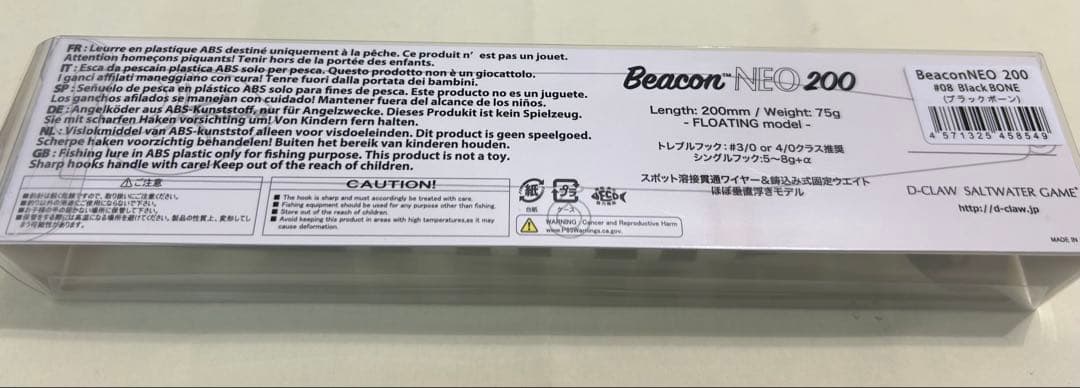 FR : Leurre en plastique ABS destiné uniquement à la pêche. Ce produit n' est pas un jouet.
Attention homeçons piquants! Tenir hors de la portée des enfants.
IT : Esca da pescain plastica ABS solo per pesca. Questo prodotto non è un giocattolo.
I ganci affilati maneggiano con cura! Tenre fuori dalla portata dei bambini.
SP : Señuelo de pesca en plástico ABS solo para fines de pesca. Este producto no es un juguete.
Los ganchos afilados se manejan con cuidado! Mantener fuera del alcance de los niños.
DE : Angelköder aus ABS-Kunststoff, nur für Angelzwecke. Dieses Produkit ist kein Spielzeug.
Sie mit scharfen Haken vorsichting um! Von Kindern fern halten.
NL : Vislokmiddel van ABS-kunststof alleen voor visdoeleinden. Dit product is geen speelgoed.
Scherpe haken voorzichtig behandelen! Buiten het bereik van kinderen houden.
GB : Fishing lure in ABS plastic only for fishing purpose. This product is not a toy.
Sharp hooks handle with care! Keep out of the reach of children.
⚠ご注意
CAUTION!
■ The hook is sharp and must accordingly be treated with care.
■ Fishing equipment should be used for any purpose other than fishing.
■ Store out of the reach of children.
■ Avoid keeping this product in areas with high temperatures,as it may
cause deformation.
紙
台紙
ケース
WARNING / Cancer and Reproductive Harm
www.P65Warnings.ca.gov.
Beacon™ NEO 200
Length: 200mm / Weight: 75g
- FLOATING model -
トレブルフック:#3/0 or 4/0クラス推奨
シングルフック:5~8g+α
スポット溶接貫通ワイヤー&鋳込み式固定ウエイト
ほぼ垂直浮きモデル
BeaconNEO 200
#08 Black BONE
(ブラックボーン)
4 571325 458549
D-CLAW SALTWATER GAME
http://d-claw.jp
MADE IN